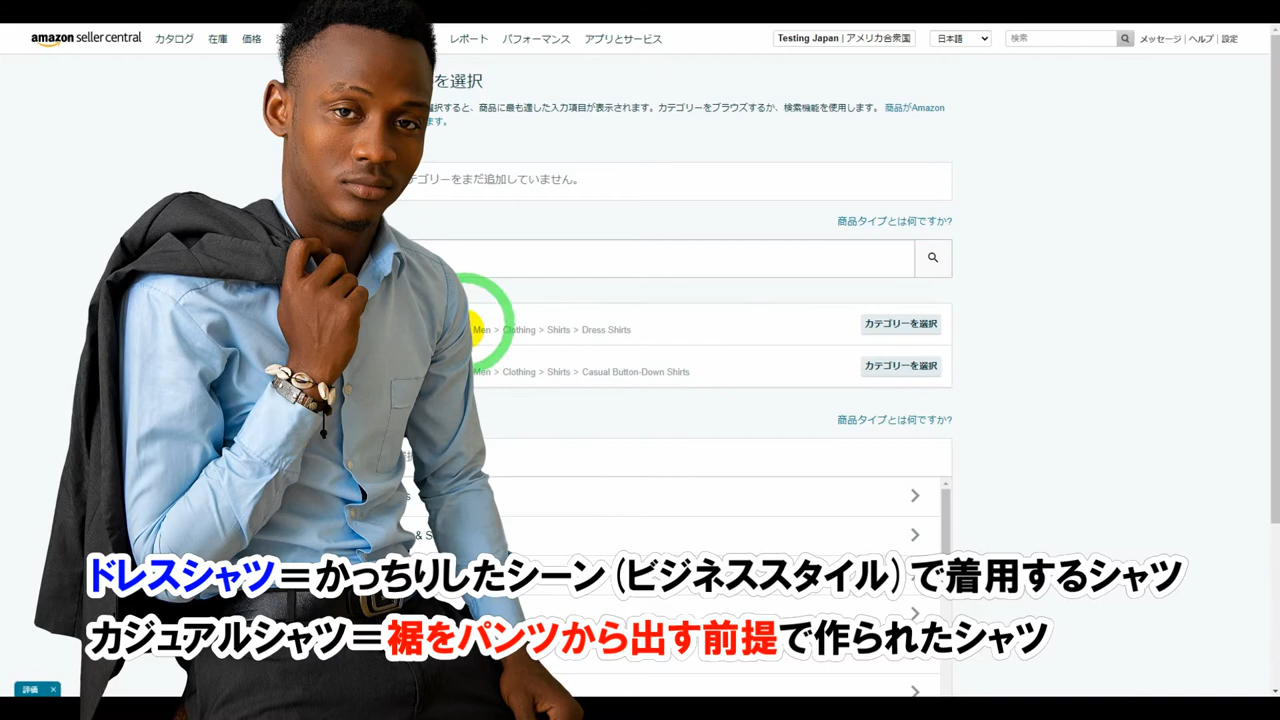 amazon seller central カタログ 在庫 価格 レポート パフォーマンス アプリとサービス Testing Japan | アメリカ合衆国 日本語 検索 メッセージ | ヘルプ | 設定
を選択
選択すると、商品に最も適した入力項目が表示されます。カテゴリーをブラウズするか、検索機能を使用します。 商品がAmazon
ます。
テゴリーをまだ追加していません。
商品タイプとは何ですか?
Men > Clothing > Shirts > Dress Shirts カテゴリーを選択
Men > Clothing > Shirts > Casual Button-Down Shirts カテゴリーを選択
商品タイプとは何ですか?
& S
ドレスシャツ=かっちりしたシーン(ビジネススタイル)で着用するシャツ
カジュアルシャツ=裾をパンツから出す前提で作られたシャツ
評価 ×